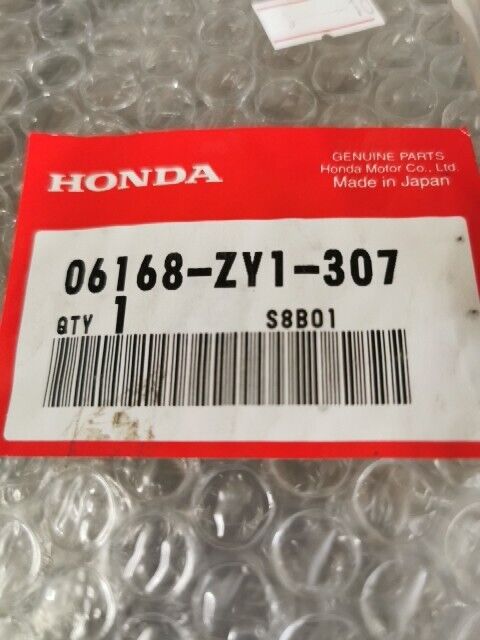 HONDA
GENUINE PARTS
Honda Motor Co., Ltd.
Made in Japan
06168-ZY1-307
QTY 1 S8B01